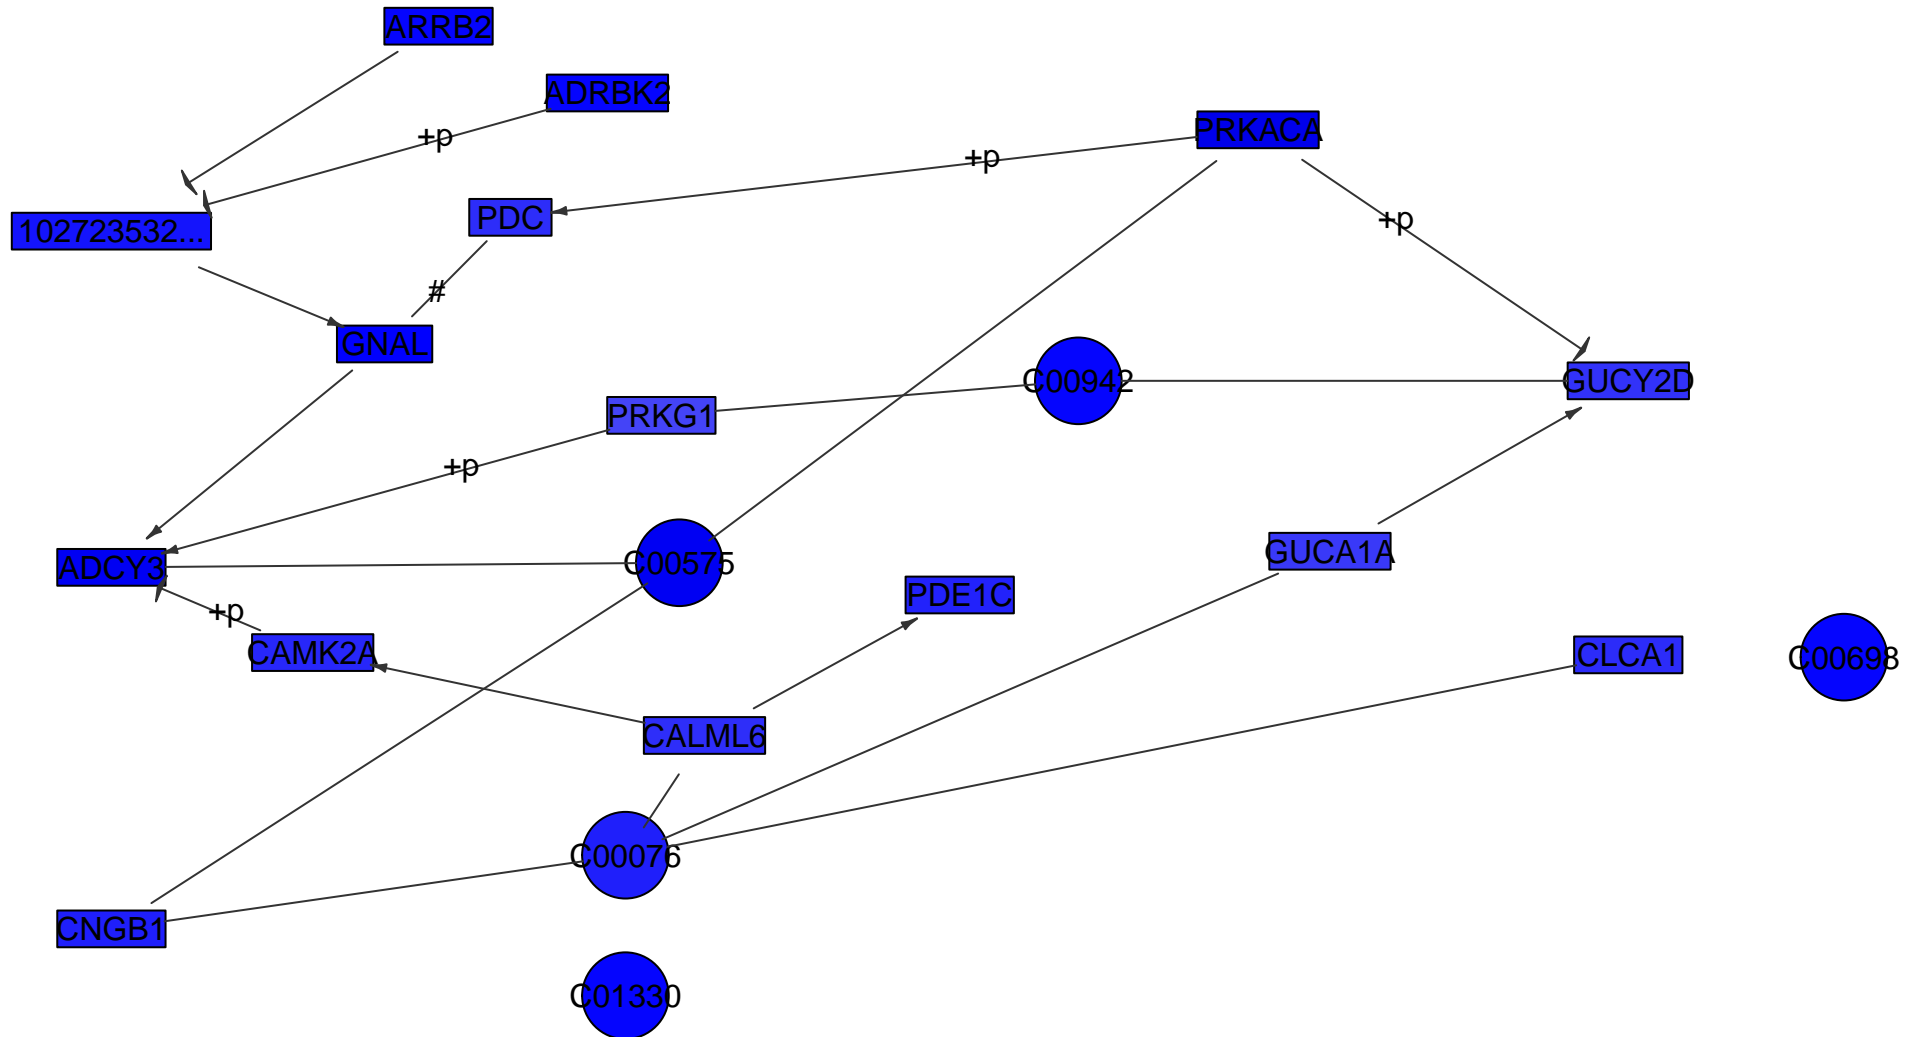 ARRB2
ADRBK2
+p
PRKACA
+p
102723532...
PDC
+p
#
GNAL
C00942
GUCY2D
PRKG1
+p
ADCY3
C00575
GUCA1A
PDE1C
+p
CAMK2A
CLCA1
C00698
CALML6
C00076
CNGB1
C01330